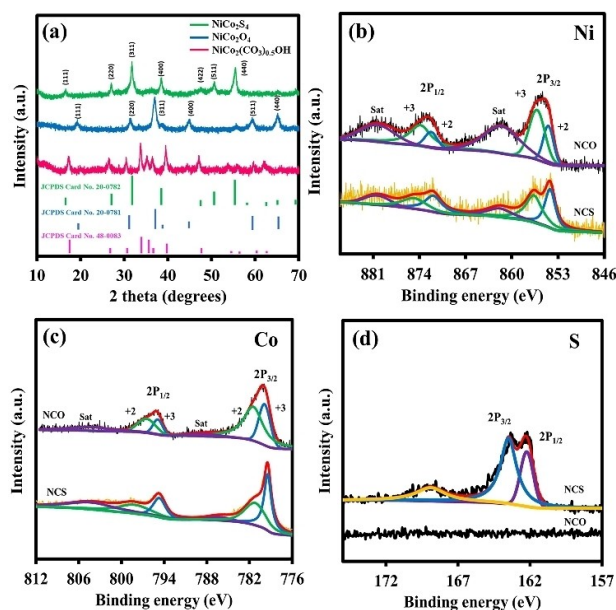 (a)
NiCo₂S₄
NiCo₂O₄
NiCo₂(CO₃)₀.₅OH
(111)
(220)
(311)
(400)
(422)
(511)
(440)
(111)
(220)
(311)
(400)
(311)
(440)
JCPDS Card No. 20-0782
JCPDS Card No. 20-0781
JCPDS Card No. 48-0083
Intensity (a.u.)
10 20 30 40 50 60 70
2 theta (degrees)
(b)
Ni
2P3/2
2P1/2
+3
+3
Sat
Sat
+2
+2
NCO
NCS
Intensity (a.u.)
881 874 867 860 853 846
Binding energy (eV)
(c)
Co
2P3/2
2P1/2
+2
+2
+3
+3
NCO
Sat
Sat
NCS
Intensity (a.u.)
812 800 788 776
Binding energy (eV)
(d)
S
2P3/2
2P1/2
NCS
NCO
Intensity (a.u.)
172 167 162 157
Binding energy (eV)